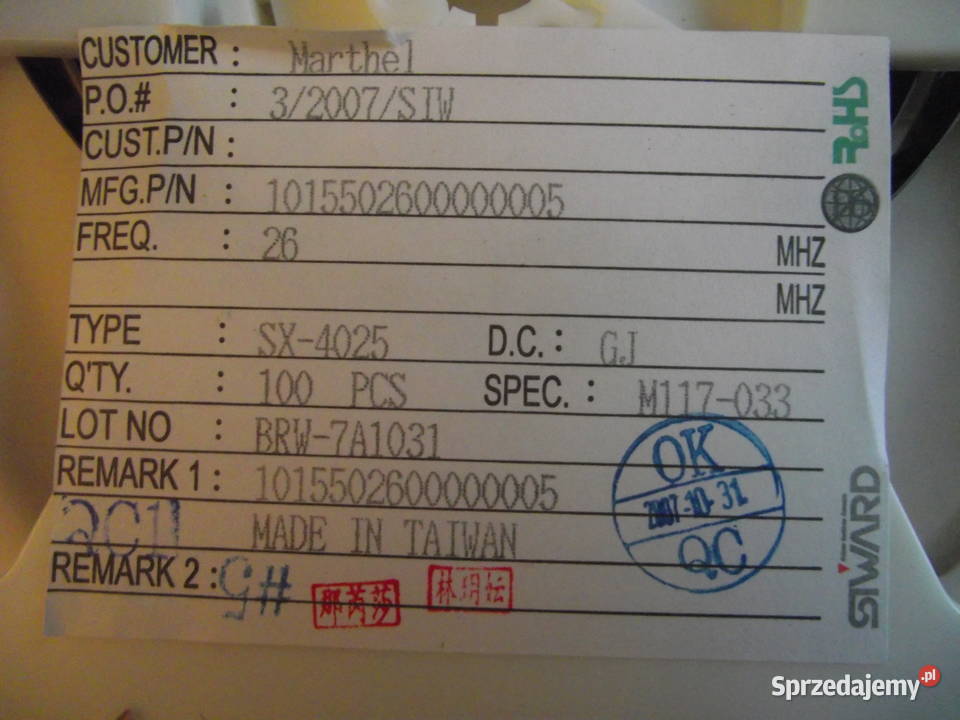 CUSTOMER : Marthel
P.O.# : 3/2007/SIW
CUST.P/N :
MFG.P/N : 1015502600000005
FREQ. : 26 MHZ
MHZ
TYPE : SX-4025 D.C. : GJ
Q'TY. : 100 PCS SPEC. : M117-033
LOT NO : BRW-7A1031
REMARK 1 : 1015502600000005
MADE IN TAIWAN
REMARK 2 : 5#
OK
2007.10.31
QC
RoHS
SIWARD
Sprzedajemy.pl